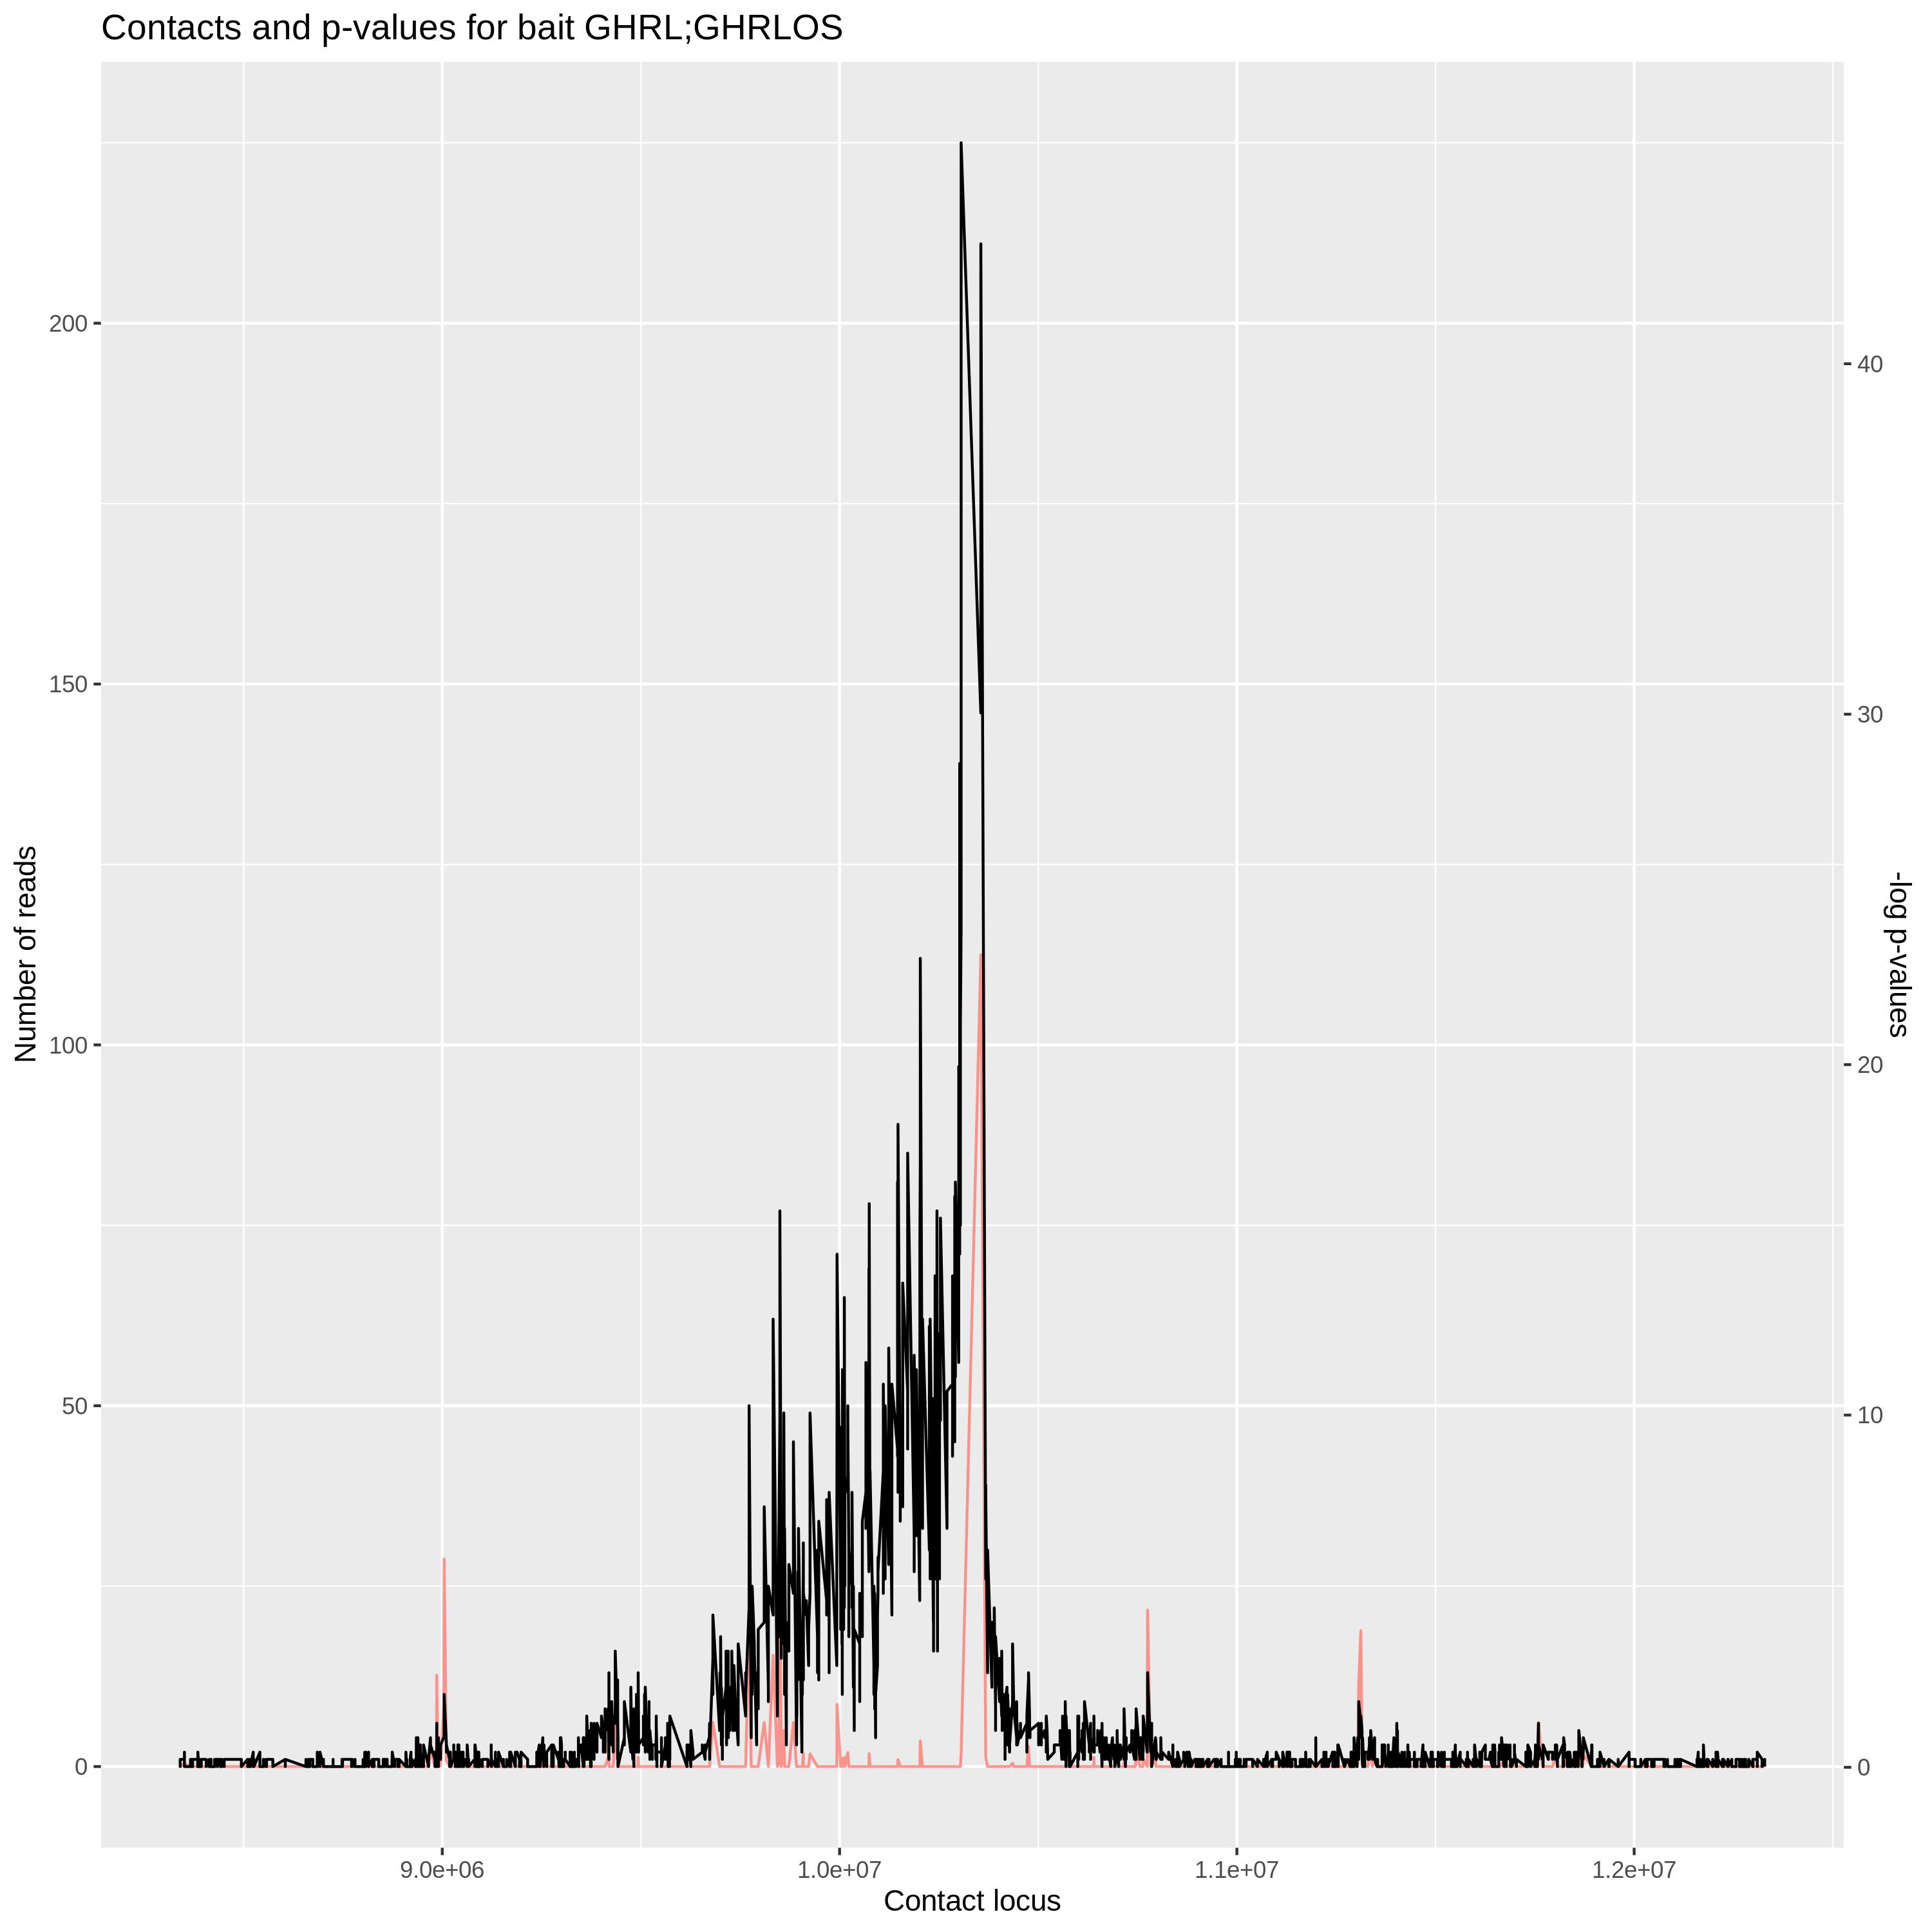 Contacts and p-values for bait GHRL;GHRLOS
200
150
100
50
0
Number of reads
40
30
20
10
0
-log p-values
9.0e+06
1.0e+07
1.1e+07
1.2e+07
Contact locus